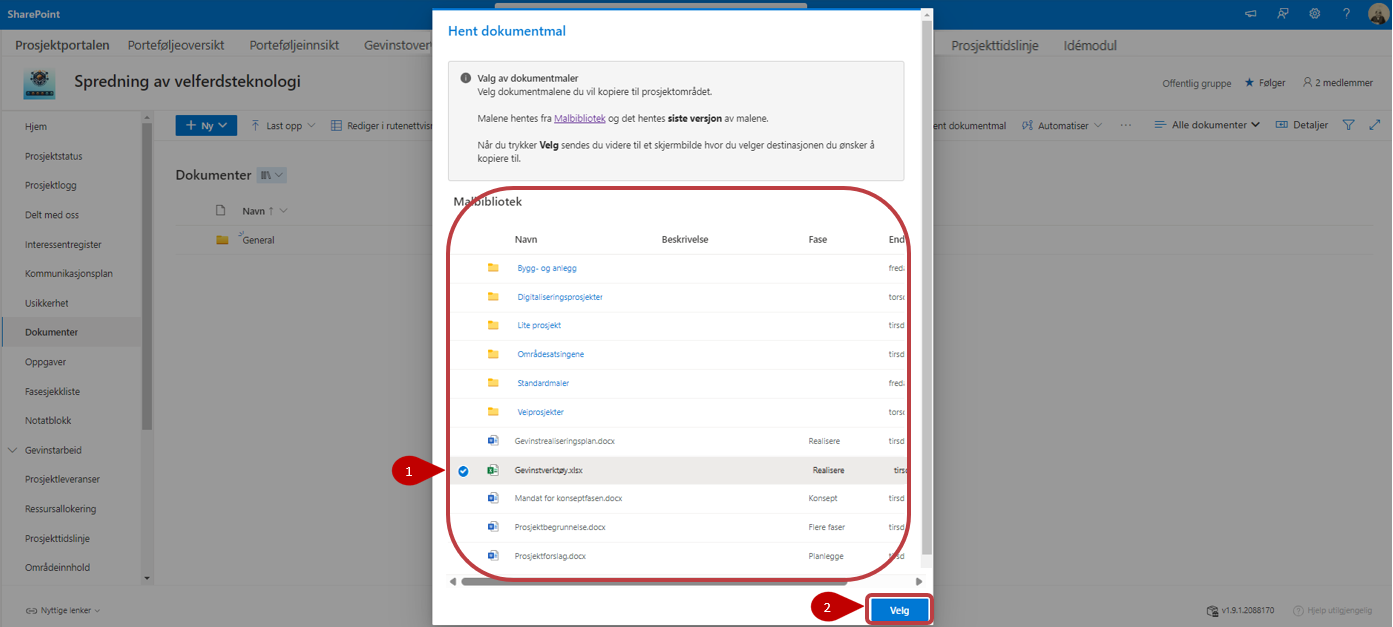 SharePoint
Prosjektportalen Porteføljeoversikt Porteføljeinnsikt Gevinstover Prosjekttidslinje Idémodul
Spredning av velferdsteknologi
Offentlig gruppe Følger 2 medlemmer
Hjem
Prosjektstatus
Prosjektlogg
Delt med oss
Interessentregister
Kommunikasjonsplan
Usikkerhet
Dokumenter
Oppgaver
Fasesjekkliste
Notatblokk
Gevinstarbeid
Prosjektleveranser
Ressursallokering
Prosjekttidslinje
Områdeinnhold
Nyttige lenker
+ Ny Last opp Rediger i rutenettvisn
ent dokumentmal Automatiser ... Alle dokumenter Detaljer
Dokumenter
Navn ↑
General
Hent dokumentmal
Valg av dokumentmaler
Velg dokumentmalene du vil kopiere til prosjektområdet.
Malene hentes fra Malbibliotek og det hentes siste versjon av malene.
Når du trykker Velg sendes du videre til et skjermbilde hvor du velger destinasjonen du ønsker å
kopiere til.
Malbibliotek
Navn Beskrivelse Fase End
Bygg- og anlegg freda
Digitaliseringsprosjekter torsd
Lite prosjekt tirsd
Områdesatsingene tirsd
Standardmaler freda
Veiprosjekter torsd
Gevinstrealiseringsplan.docx Realisere tirsd
1
Gevinstverktøy.xlsx Realisere tirsd
Mandat for konseptfasen.docx Konsept tirsd
Prosjektbegrunnelse.docx Flere faser tirsd
Prosjektforslag.docx Planlegge tirsd
2
Velg
v1.9.1.2088170 Hjelp utilgjengelig